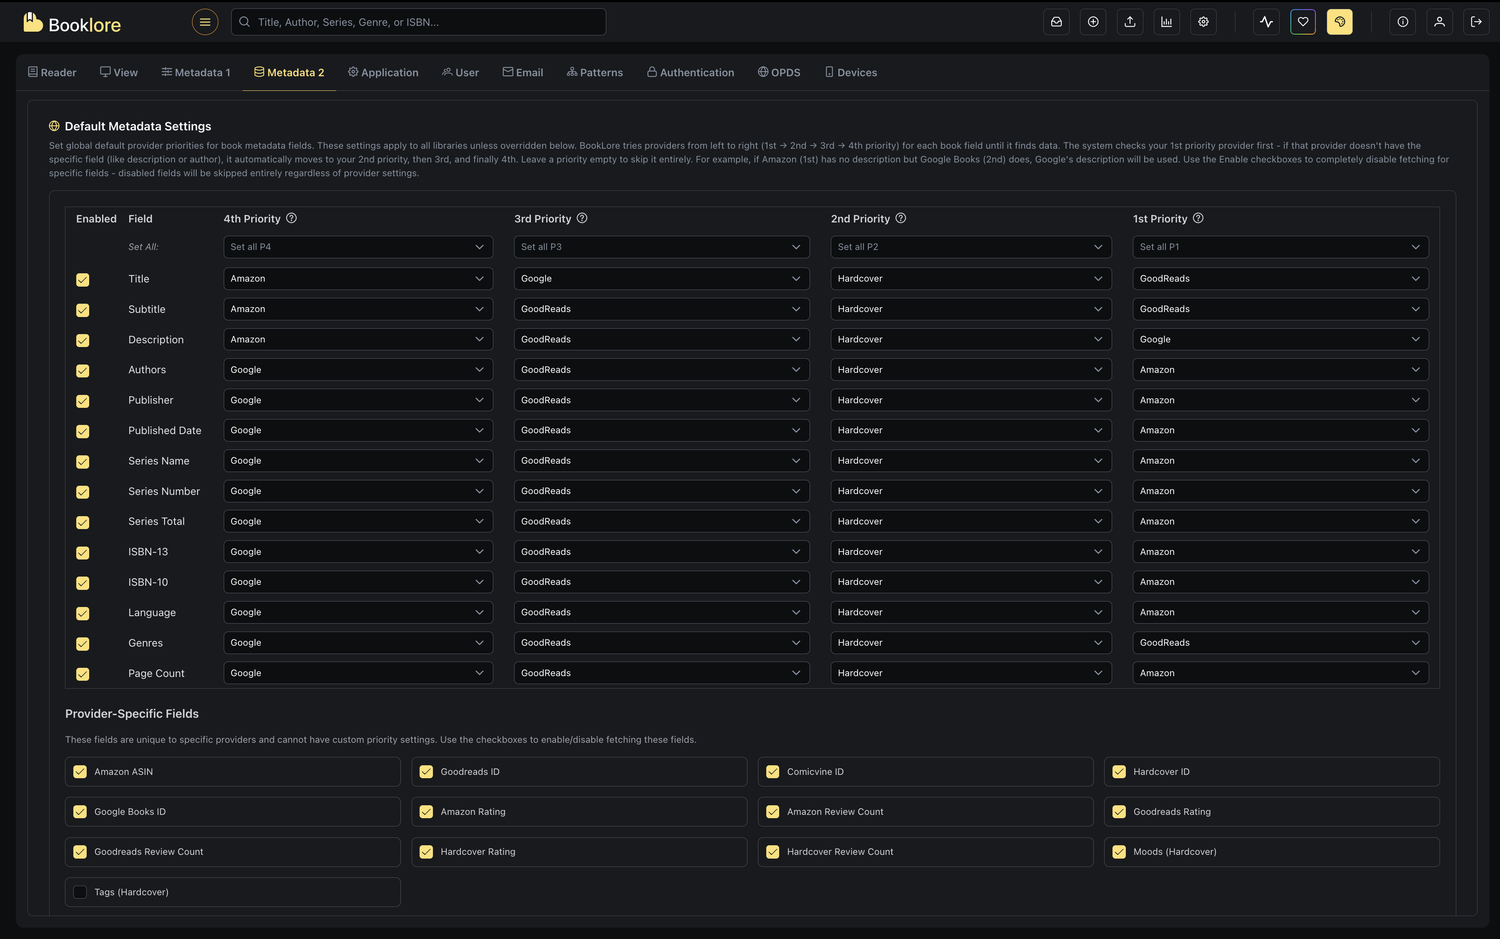 Booklore
Title, Author, Series, Genre, or ISBN...
Reader View Metadata 1 Metadata 2 Application User Email Patterns Authentication OPDS Devices
Default Metadata Settings
Set global default provider priorities for book metadata fields. These settings apply to all libraries unless overridden below. BookLore tries providers from left to right (1st → 2nd → 3rd → 4th priority) for each book field until it finds data. The system checks your 1st priority provider first - if that provider doesn't have the
specific field (like description or author), it automatically moves to your 2nd priority, then 3rd, and finally 4th. Leave a priority empty to skip it entirely. For example, if Amazon (1st) has no description but Google Books (2nd) does, Google's description will be used. Use the Enable checkboxes to completely disable fetching for
specific fields - disabled fields will be skipped entirely regardless of provider settings.
Enabled Field 4th Priority 3rd Priority 2nd Priority 1st Priority
Set All: Set all P4 Set all P3 Set all P2 Set all P1
Title Amazon Google Hardcover GoodReads
Subtitle Amazon GoodReads Hardcover GoodReads
Description Amazon GoodReads Hardcover Google
Authors Google GoodReads Hardcover Amazon
Publisher Google GoodReads Hardcover Amazon
Published Date Google GoodReads Hardcover Amazon
Series Name Google GoodReads Hardcover Amazon
Series Number Google GoodReads Hardcover Amazon
Series Total Google GoodReads Hardcover Amazon
ISBN-13 Google GoodReads Hardcover Amazon
ISBN-10 Google GoodReads Hardcover Amazon
Language Google GoodReads Hardcover Amazon
Genres Google GoodReads Hardcover GoodReads
Page Count Google GoodReads Hardcover Amazon
Provider-Specific Fields
These fields are unique to specific providers and cannot have custom priority settings. Use the checkboxes to enable/disable fetching these fields.
Amazon ASIN Goodreads ID Comicvine ID Hardcover ID
Google Books ID Amazon Rating Amazon Review Count Goodreads Rating
Goodreads Review Count Hardcover Rating Hardcover Review Count Moods (Hardcover)
Tags (Hardcover)